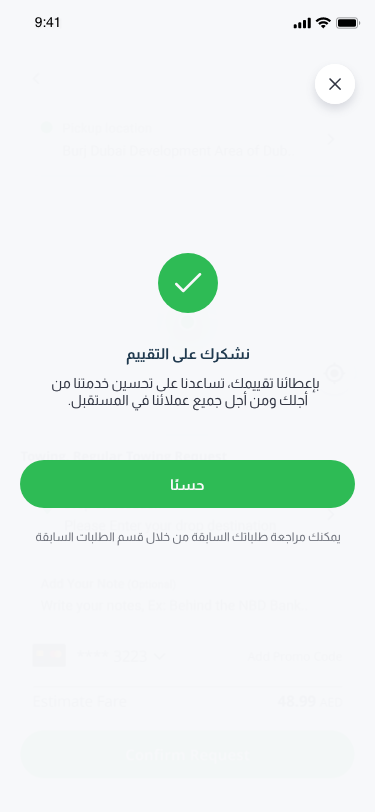 9:41
نشكرك على التقييم
بإعطائنا تقييمك، تساعدنا على تحسين خدمتنا من
أجلك ومن أجل جميع عملائنا في المستقبل.
حسنًا
يمكنك مراجعة طلباتك السابقة من خلال قسم الطلبات السابقة